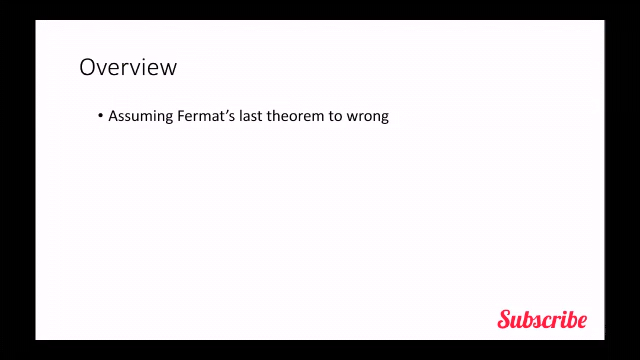 Overview
• Assuming Fermat's last theorem to wrong
Subscribe